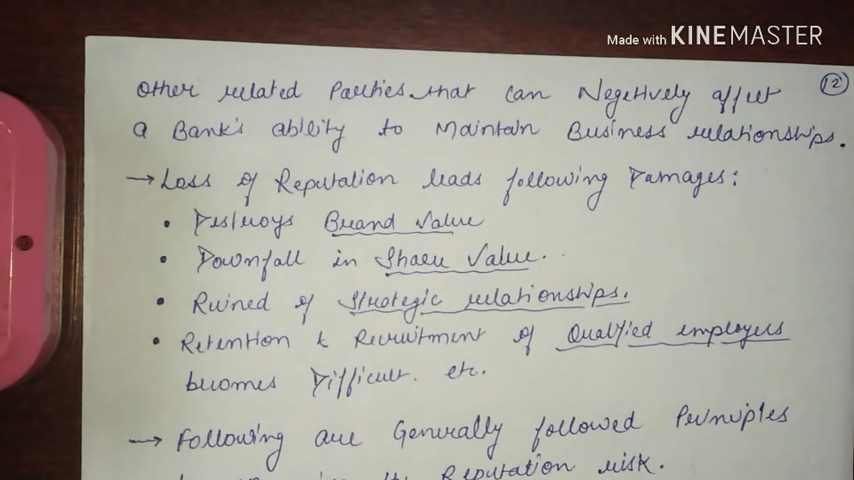 Made with KINEMASTER
12
other related Parties that can Negetively affect
a Bank's ability to Maintain Business relationships.
→ Loss of Reputation leads following Damages:
• Destroys Brand Value
• Downfall in Share Value.
• Ruined of Strategic relationships.
• Retention & Recruitment of Qualified employees
becomes Difficult. etc.
→ Following are Generally followed Principles
Reputation risk.